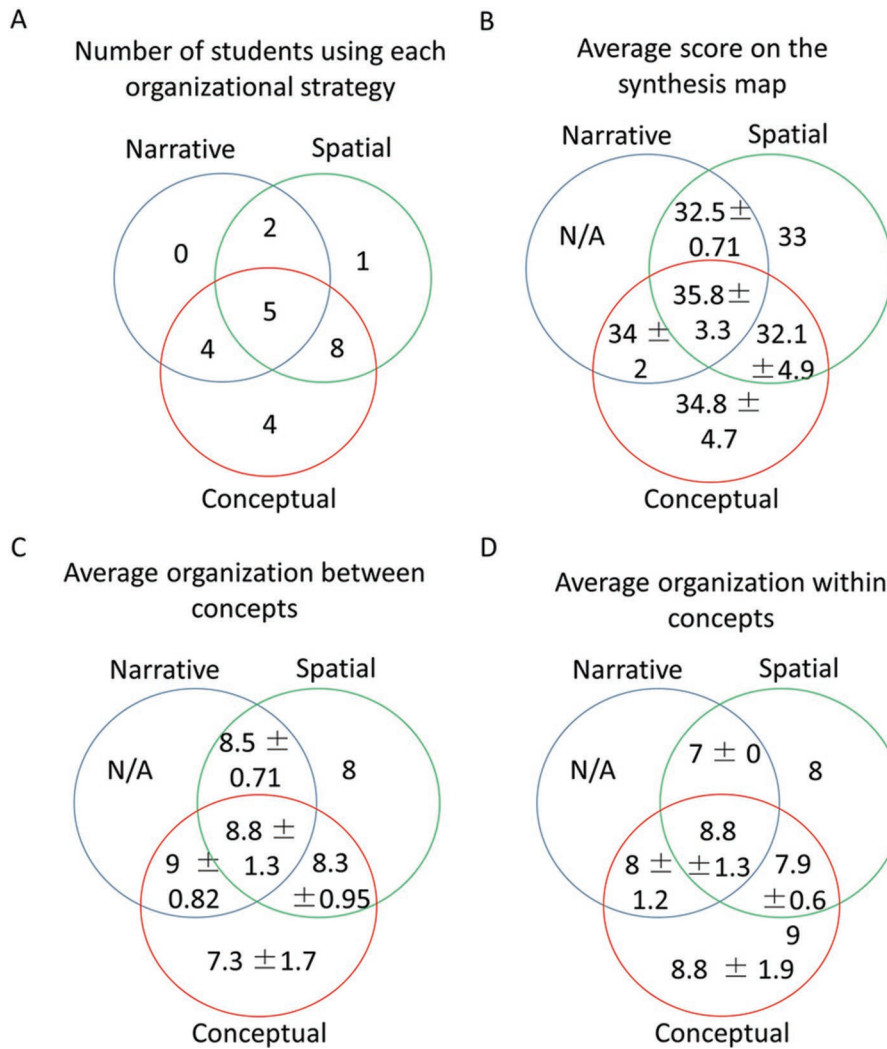 A
Number of students using each
organizational strategy
Narrative
Spatial
2
0
1
5
4
8
4
Conceptual
B
Average score on the
synthesis map
Narrative
Spatial
32.5 ±
0.71
N/A
33
35.8 ±
3.3
34 ±
2
32.1
±4.9
34.8 ±
4.7
Conceptual
C
Average organization between
concepts
Narrative
Spatial
8.5 ±
0.71
N/A
8
8.8 ±
1.3
9 ±
0.82
8.3
±0.95
7.3 ±1.7
Conceptual
D
Average organization within
concepts
Narrative
Spatial
7 ± 0
N/A
8
8.8
±1.3
8 ±
1.2
7.9
±0.6
9
8.8 ± 1.9
Conceptual